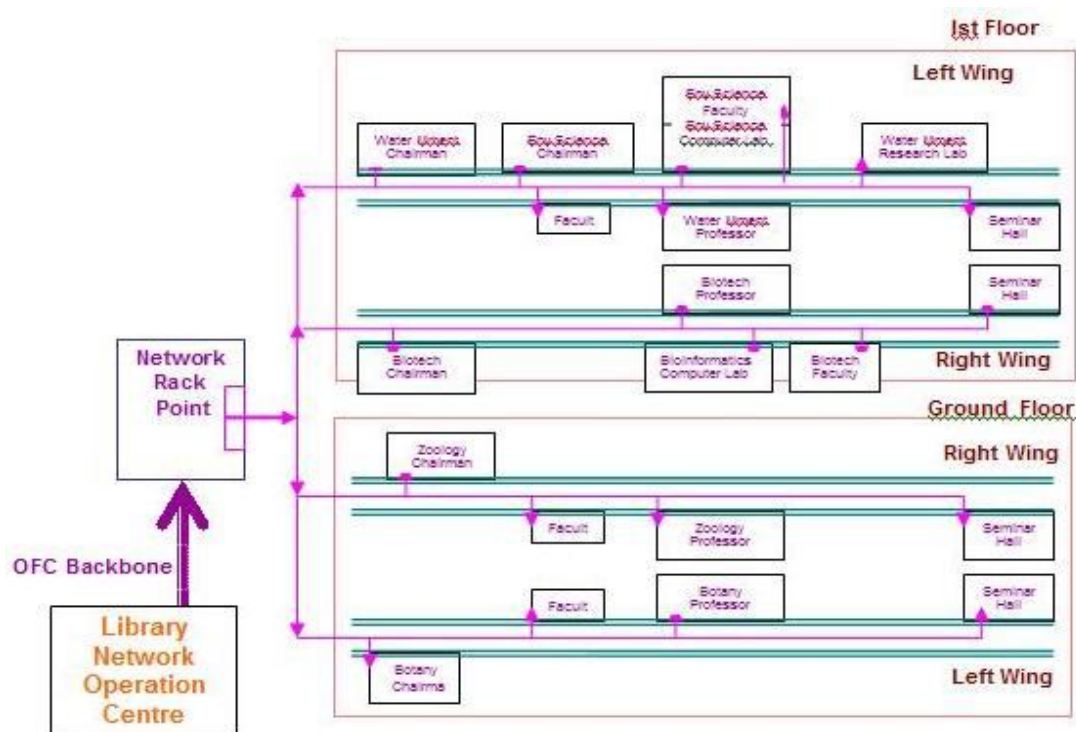 Ist Floor
Left Wing
Faculty
Computer Lab
Water
Chairman
Chairman
Water
Research Lab
Facult
Water
Professor
Seminar
Hall
Biotech
Professor
Seminar
Hall
Biotech
Chairman
Bioinformatics
Computer Lab
Biotech
Faculty
Right Wing
Network
Rack
Point
Ground Floor
Zoology
Chairman
Right Wing
Facult
Zoology
Professor
Seminar
Hall
OFC Backbone
Facult
Botany
Professor
Seminar
Hall
Library
Network
Operation
Centre
Botany
Chairma
Left Wing